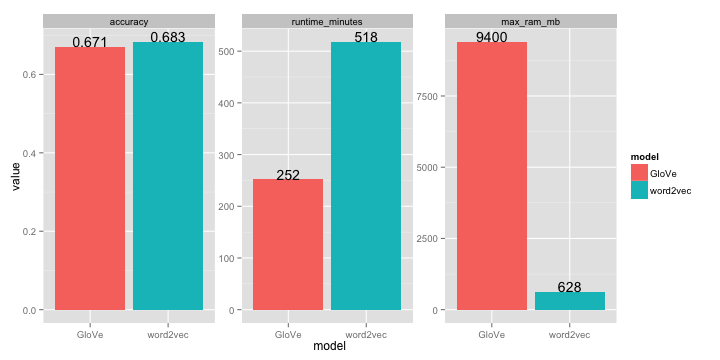 accuracy
runtime_minutes
max_ram_mb
value
0.6
0.4
0.2
0.0
0.671
0.683
GloVe
word2vec
500
400
300
200
100
0
252
518
GloVe
word2vec
7500
5000
2500
0
9400
628
GloVe
word2vec
model
model
GloVe
word2vec